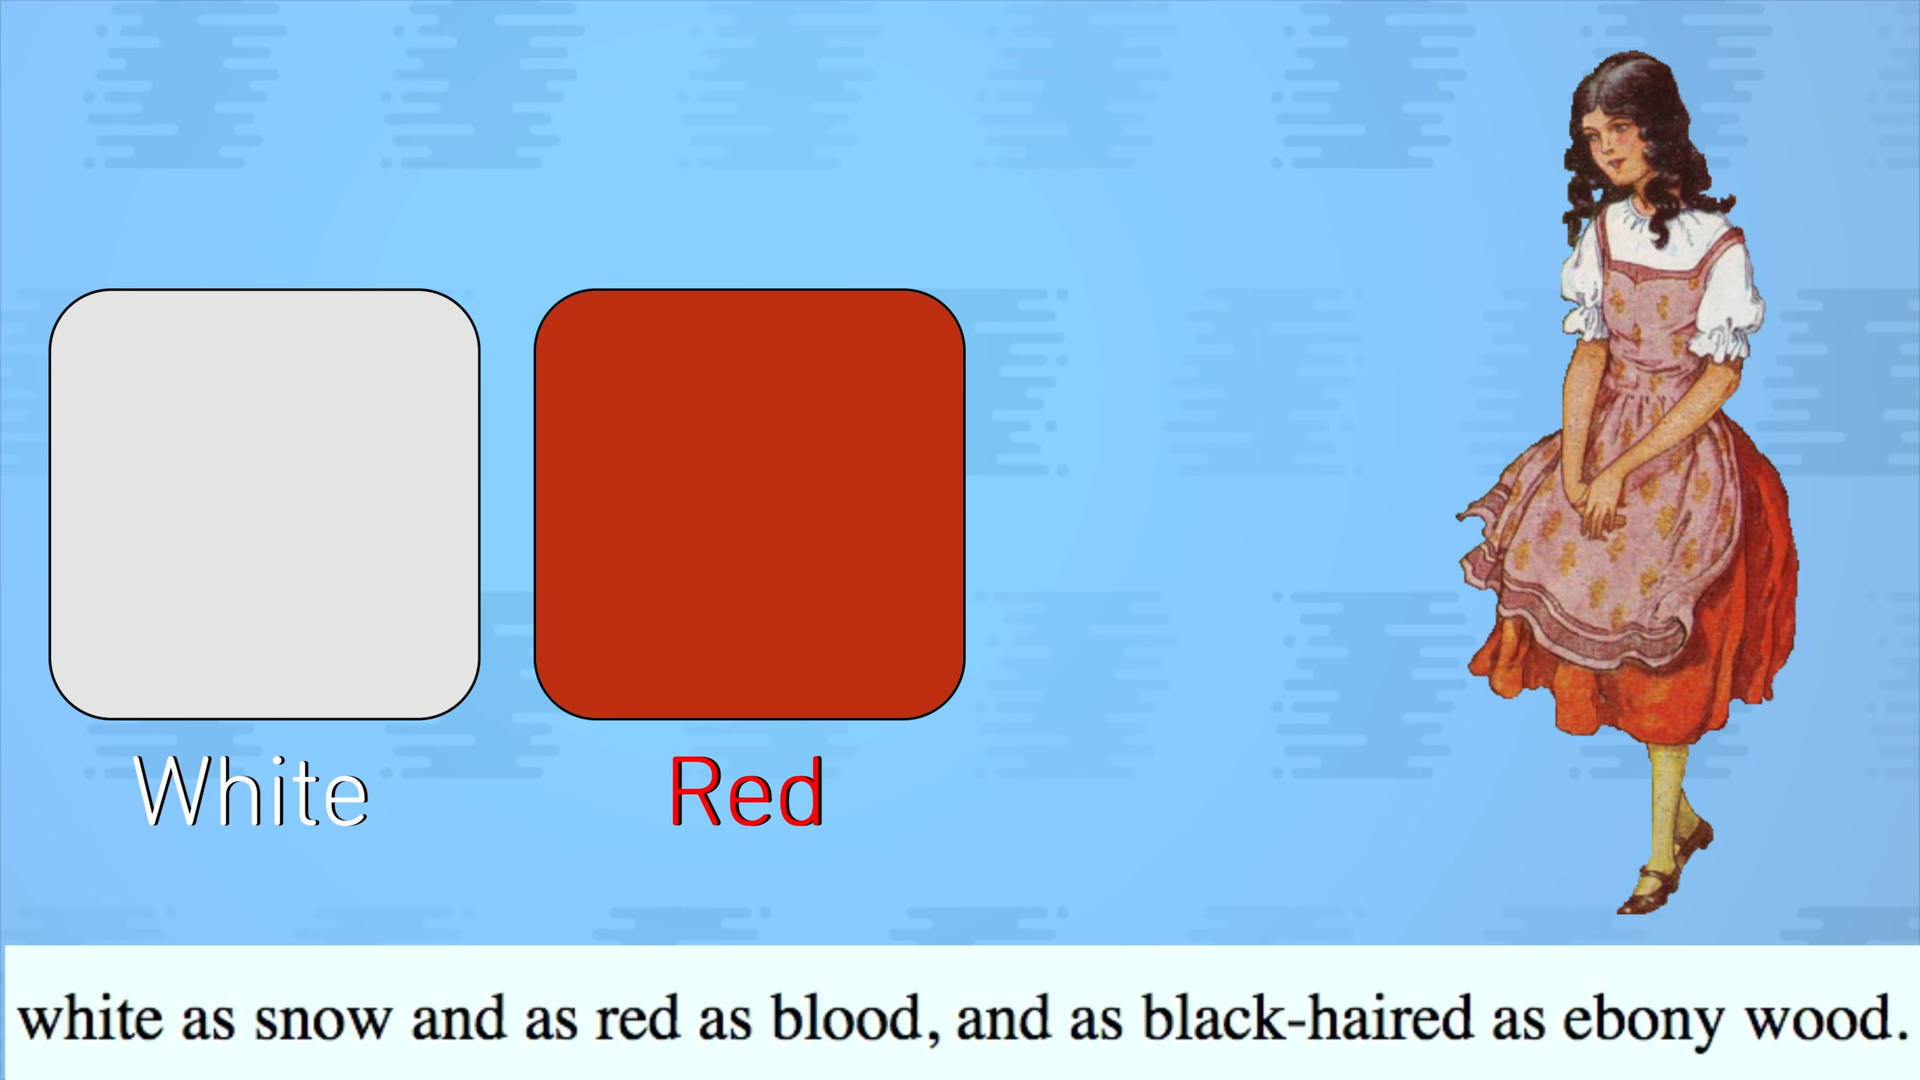 White
Red
white as snow and as red as blood, and as black-haired as ebony wood.